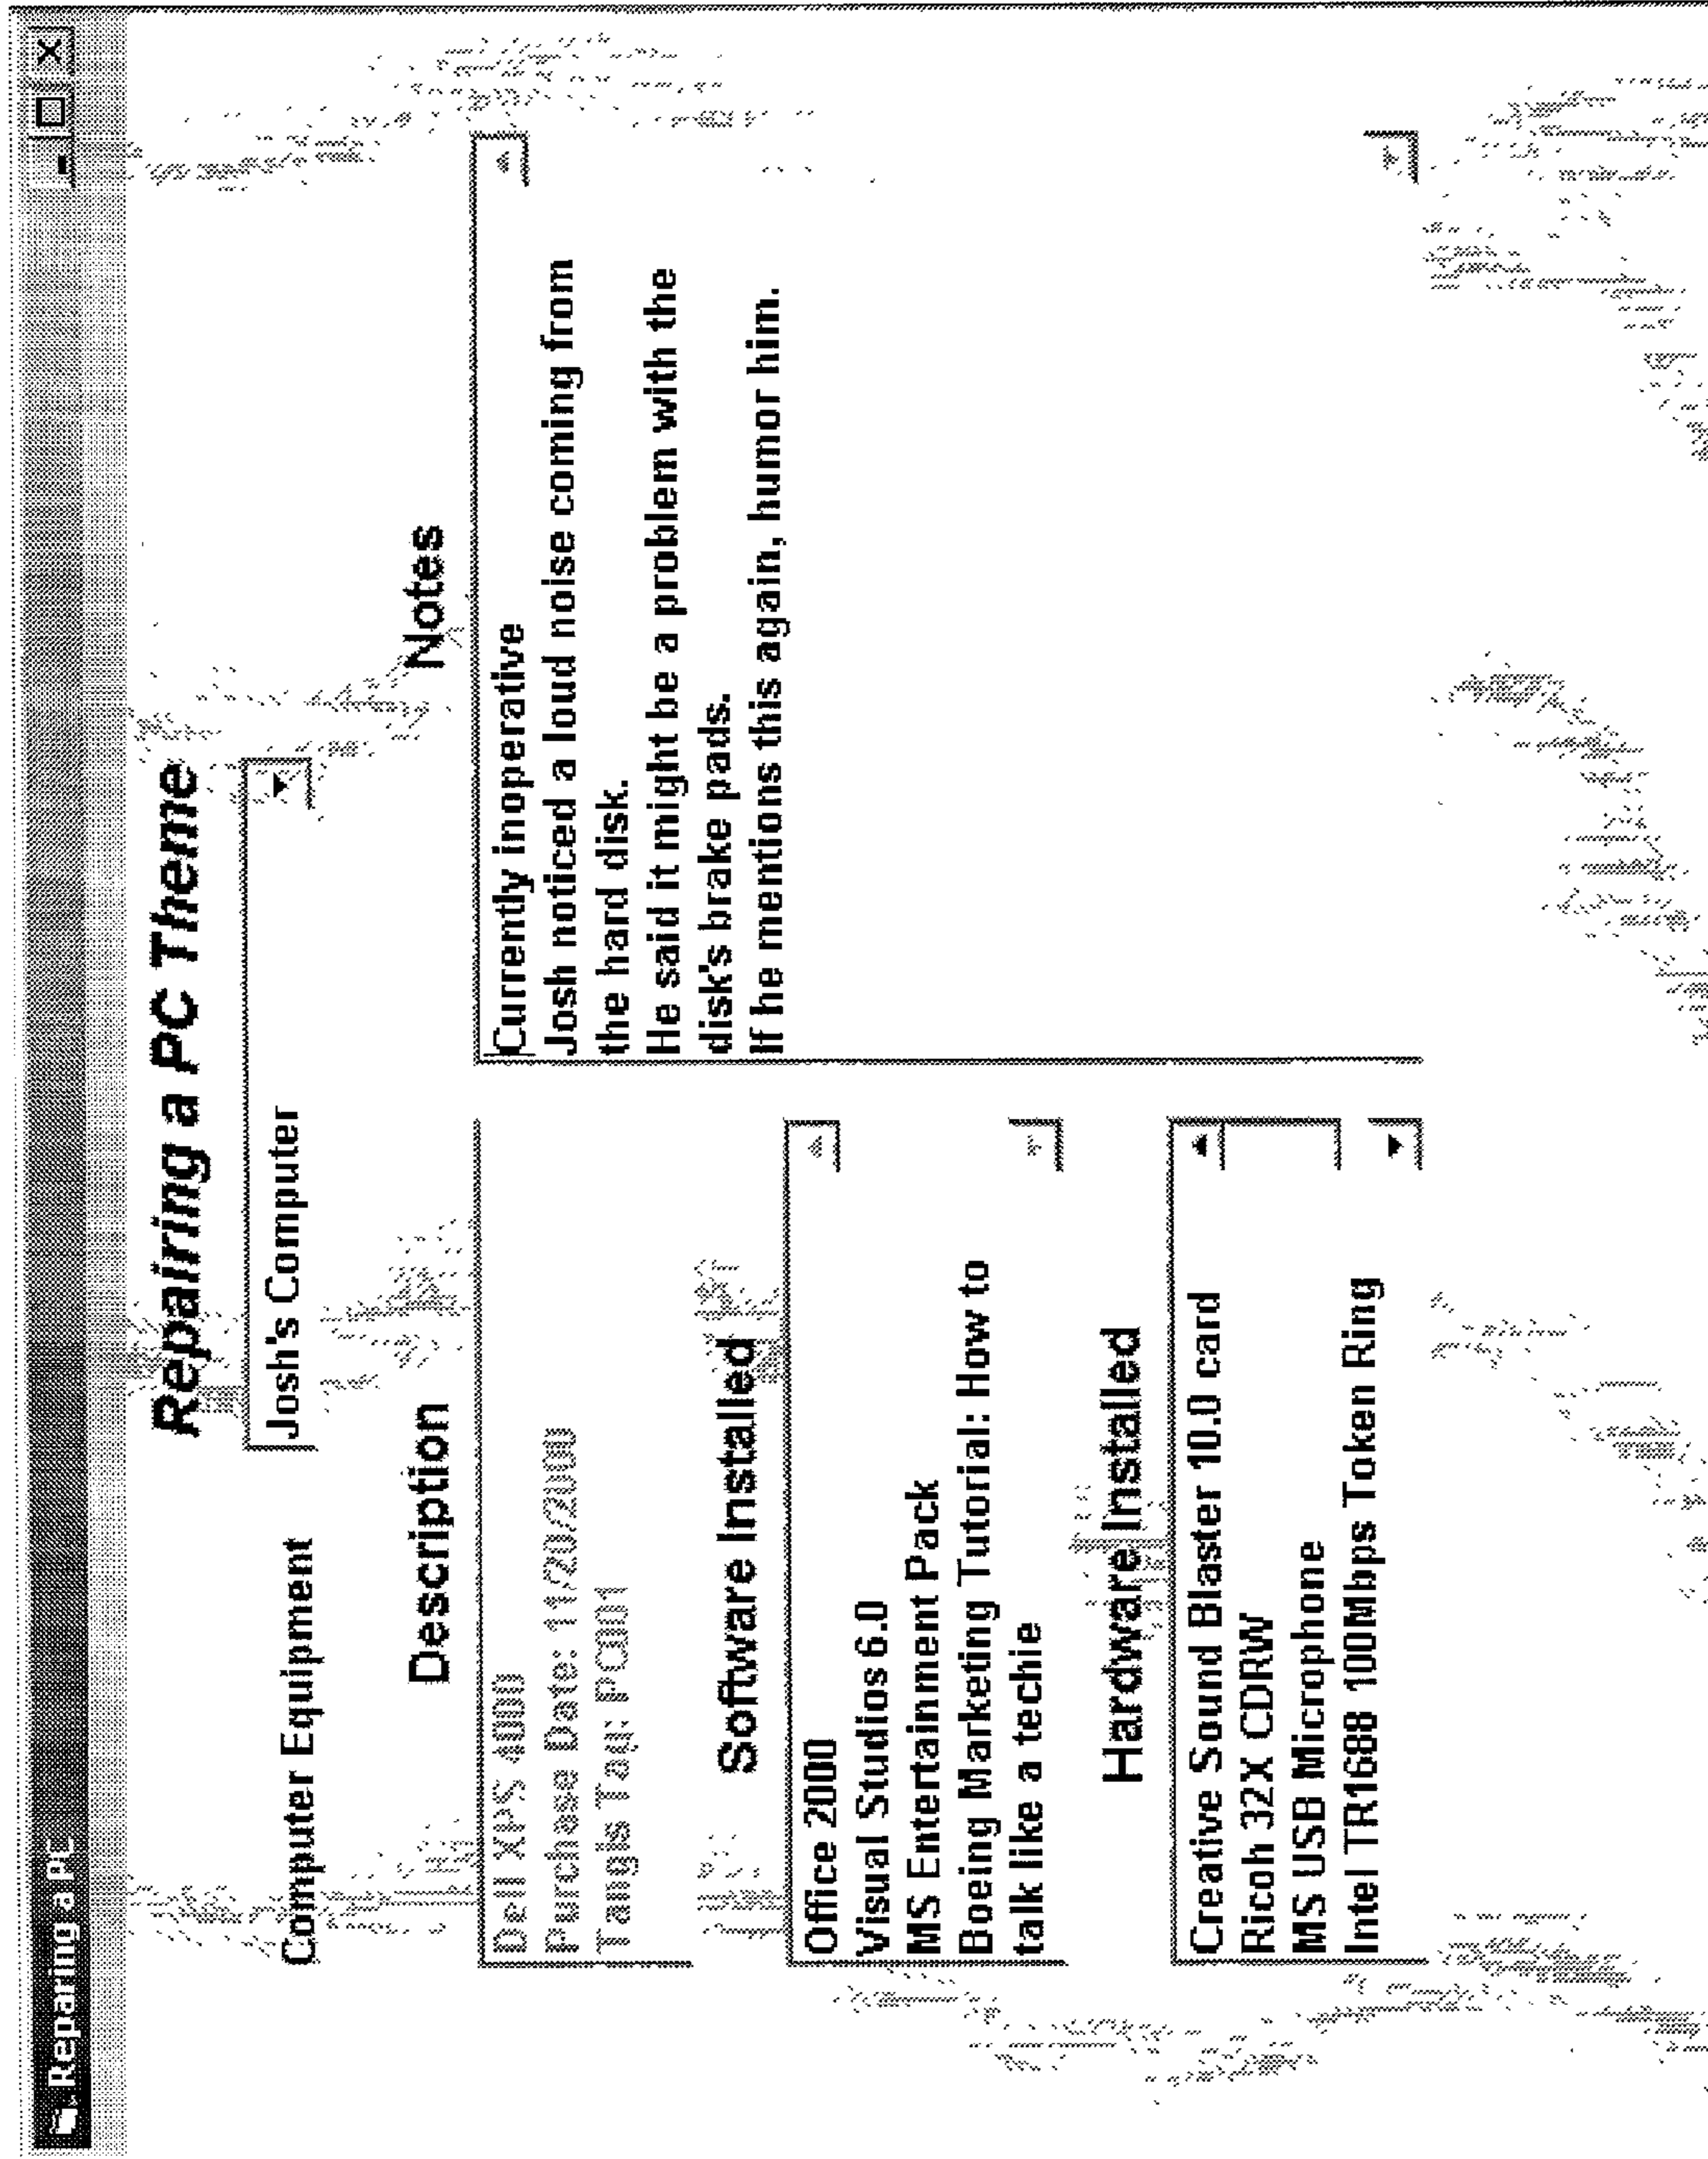 Reparing a PC
Repairing a PC Theme
Computer Equipment
Josh's Computer
Description
Dell XPS 4000
Purchase Date: 11/20/2000
Tangis Tag: PC001
Software Installed
Office 2000
Visual Studios 6.0
MS Entertainment Pack
Boeing Marketing Tutorial: How to
talk like a techie
Hardware Installed
Creative Sound Blaster 10.0 card
Ricoh 32X CDRW
MS USB Microphone
Intel TR1688 100Mbps Token Ring
Notes
Currently inoperative
Josh noticed a loud noise coming from
the hard disk.
He said it might be a problem with the
disk's brake pads.
If he mentions this again, humor him.